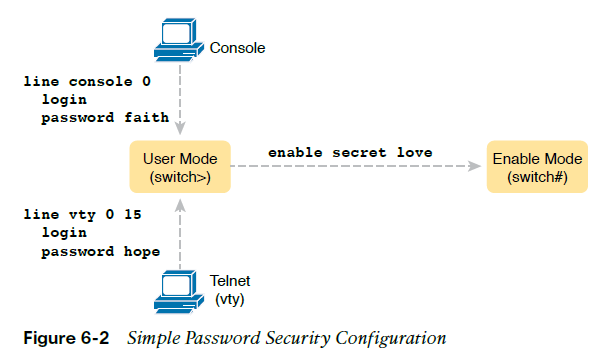 Console
line console 0
login
password faith
User Mode
(switch>)
enable secret love
Enable Mode
(switch#)
line vty 0 15
login
password hope
Telnet
(vty)
Figure 6-2 Simple Password Security Configuration